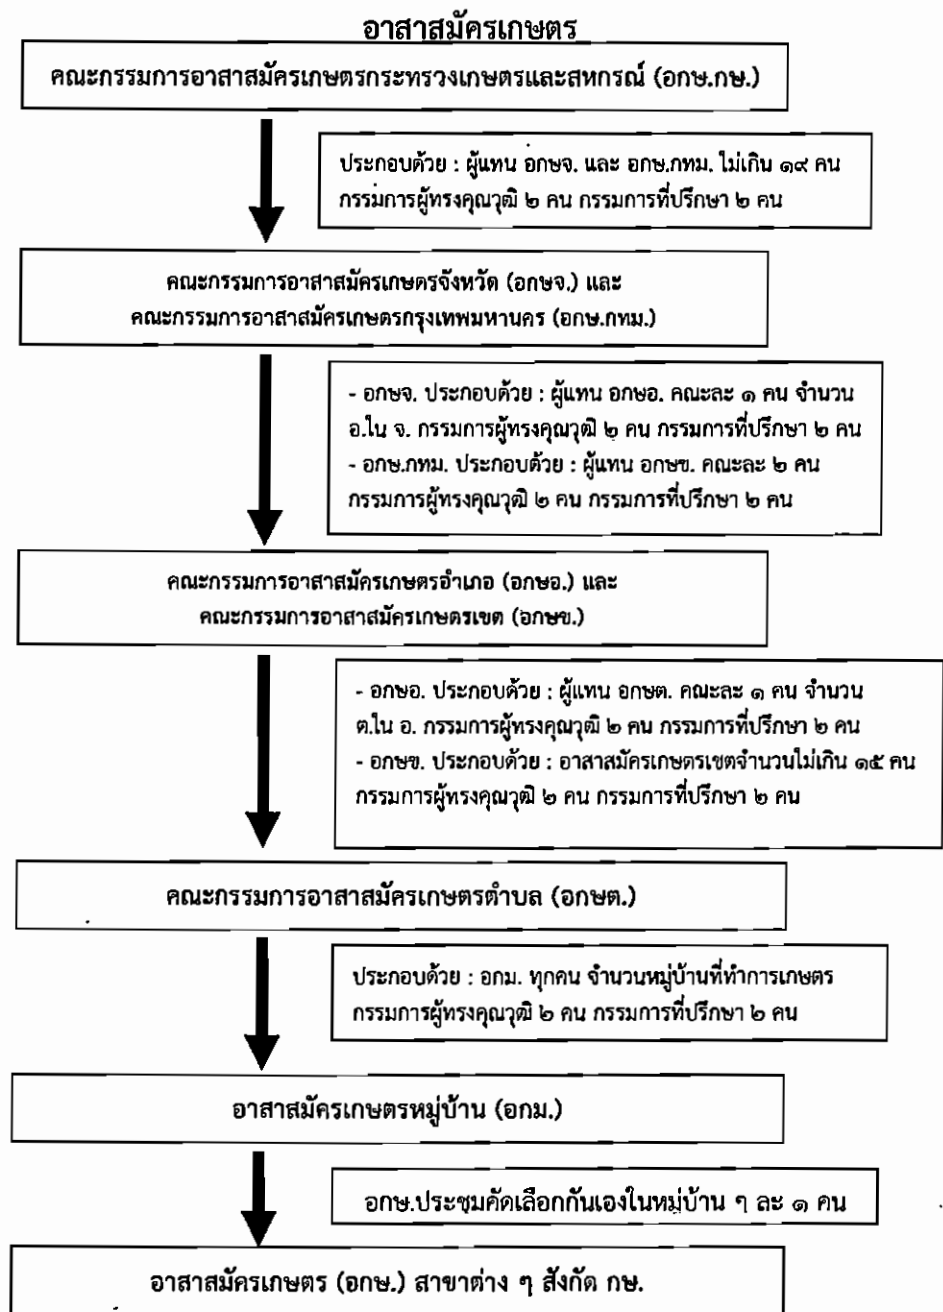 อาสาสมัครเกษตร
คณะกรรมการอาสาสมัครเกษตรกระทรวงเกษตรและสหกรณ์ (อกษ.กษ.)
ประกอบด้วย : ผู้แทน อกษจ. และ อกษ.กทม. ไม่เกิน ๑๙ คน
กรรมการผู้ทรงคุณวุฒิ ๒ คน กรรมการที่ปรึกษา ๒ คน
คณะกรรมการอาสาสมัครเกษตรจังหวัด (อกษจ.) และ
คณะกรรมการอาสาสมัครเกษตรกรุงเทพมหานคร (อกษ.กทม.)
- อกษจ. ประกอบด้วย : ผู้แทน อกษอ. คณะละ ๑ คน จำนวน
อ.ใน จ. กรรมการผู้ทรงคุณวุฒิ ๒ คน กรรมการที่ปรึกษา ๒ คน
- อกษ.กทม. ประกอบด้วย : ผู้แทน อกษข. คณะละ ๒ คน
กรรมการผู้ทรงคุณวุฒิ ๒ คน กรรมการที่ปรึกษา ๒ คน
คณะกรรมการอาสาสมัครเกษตรอำเภอ (อกษอ.) และ
คณะกรรมการอาสาสมัครเกษตรเขต (อกษข.)
- อกษอ. ประกอบด้วย : ผู้แทน อกษต. คณะละ ๑ คน จำนวน
ต.ใน อ. กรรมการผู้ทรงคุณวุฒิ ๒ คน กรรมการที่ปรึกษา ๒ คน
- อกษข. ประกอบด้วย : อาสาสมัครเกษตรเขตจำนวนไม่เกิน ๑๕ คน
กรรมการผู้ทรงคุณวุฒิ ๒ คน กรรมการที่ปรึกษา ๒ คน
คณะกรรมการอาสาสมัครเกษตรตำบล (อกษต.)
ประกอบด้วย : อกม. ทุกคน จำนวนหมู่บ้านที่ทำการเกษตร
กรรมการผู้ทรงคุณวุฒิ ๒ คน กรรมการที่ปรึกษา ๒ คน
อาสาสมัครเกษตรหมู่บ้าน (อกม.)
อกษ.ประชุมคัดเลือกกันเองในหมู่บ้าน ๆ ละ ๑ คน
อาสาสมัครเกษตร (อกษ.) สาขาต่าง ๆ สังกัด กษ.